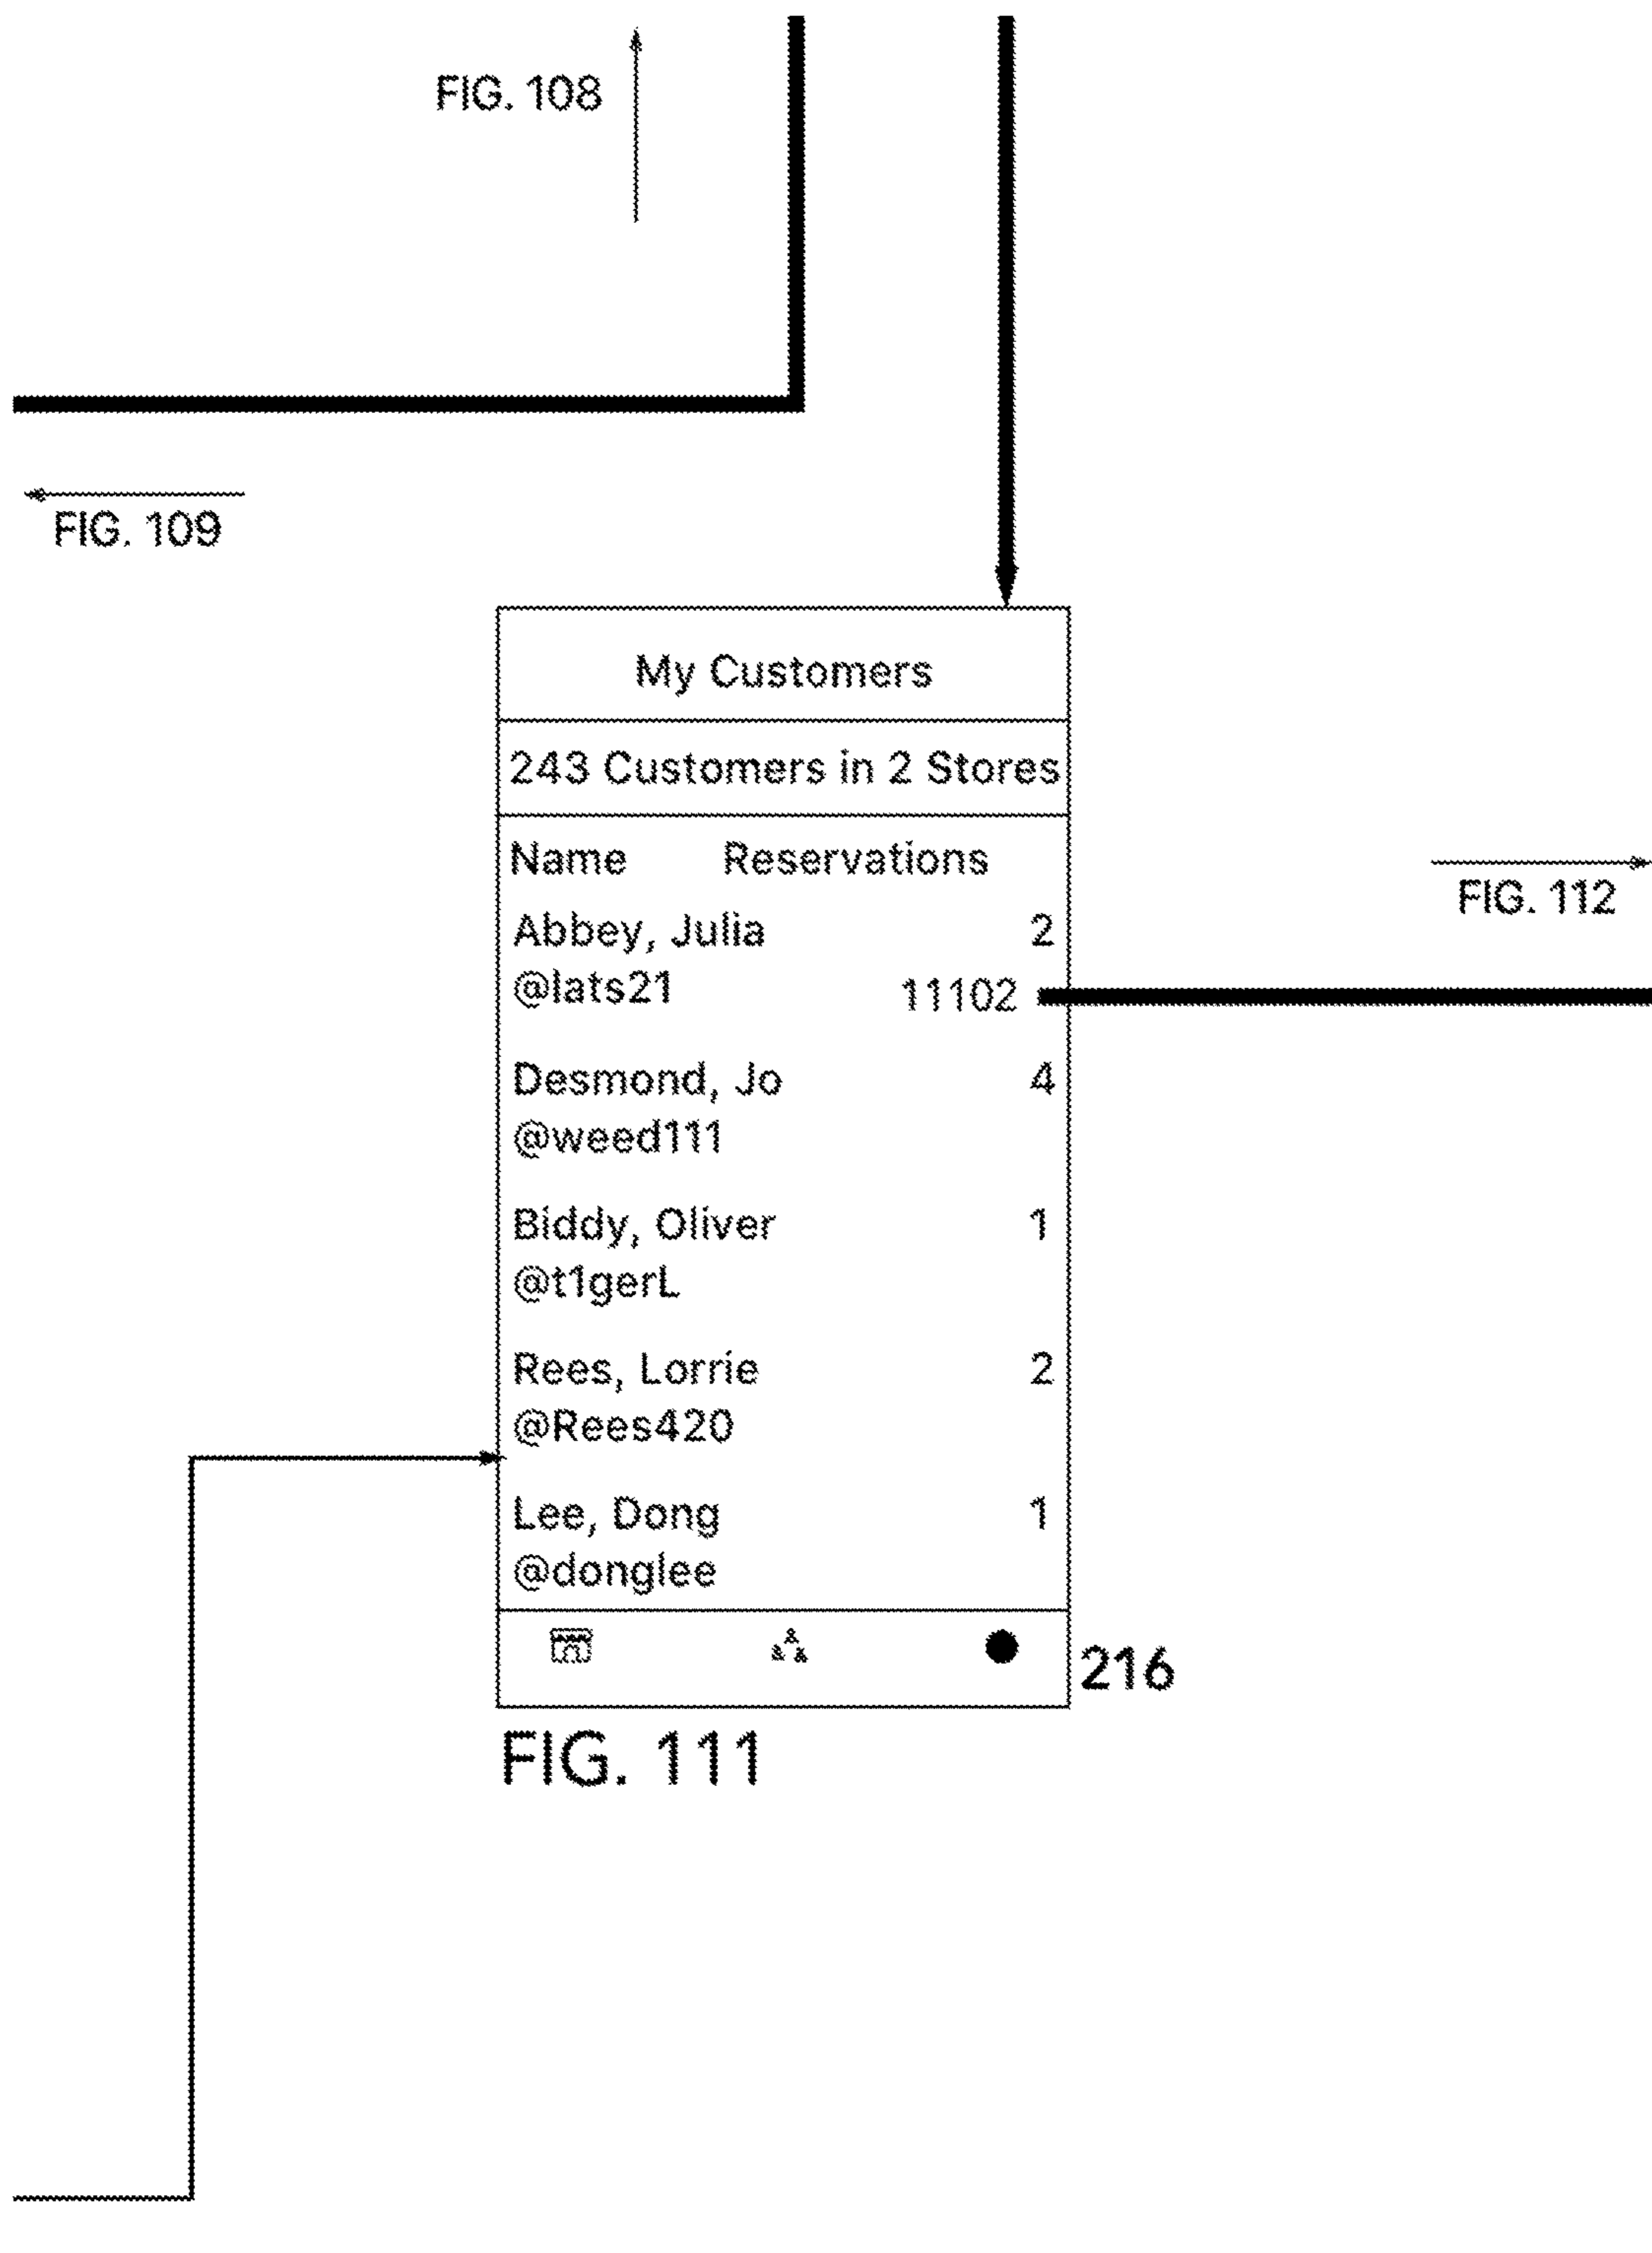 FIG. 108
FIG. 109
My Customers
243 Customers in 2 Stores
Name Reservations
Abbey, Julia 2
@lats21 11102
FIG. 112
Desmond, Jo 4
@weed111
Biddy, Oliver 1
@t1gerL
Rees, Lorrie 2
@Rees420
Lee, Dong 1
@donglee
216
FIG. 111